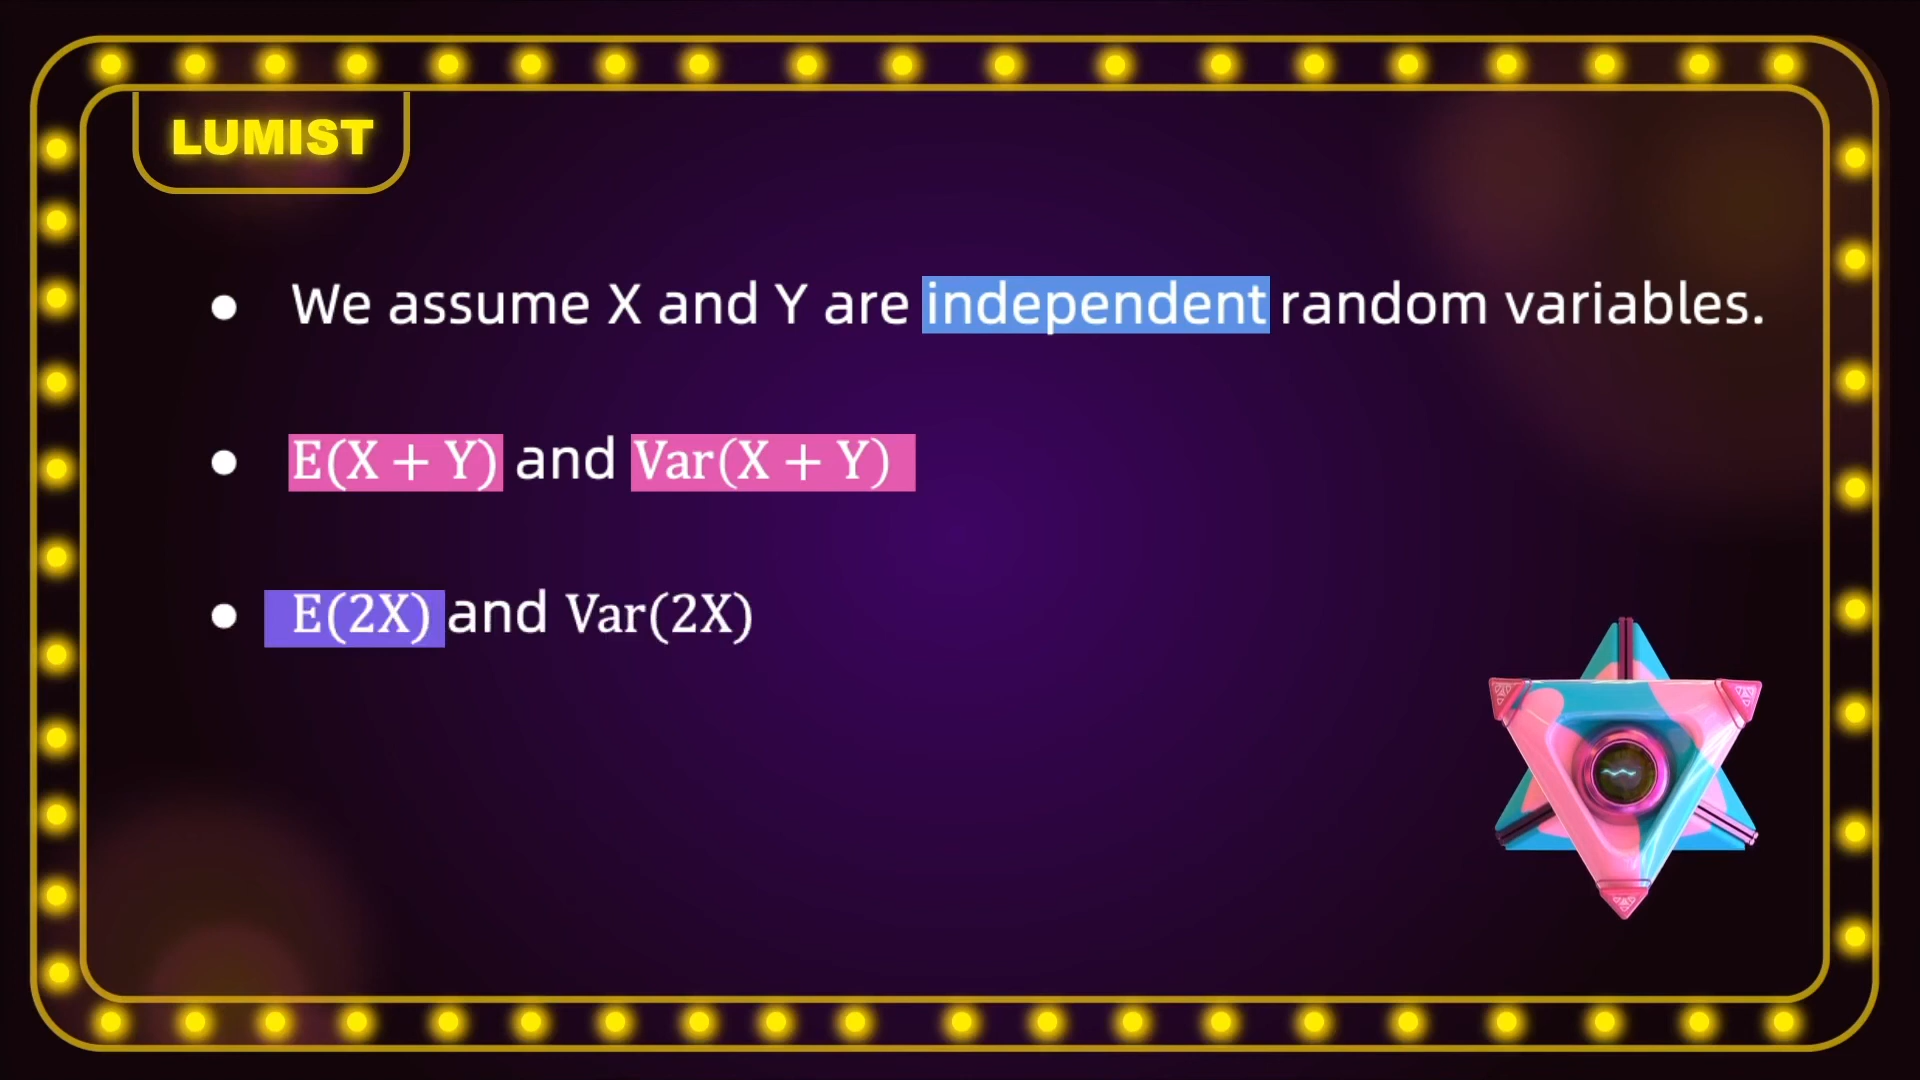 LUMIST
• We assume X and Y are independent random variables.
• E(X + Y) and Var(X + Y)
• E(2X) and Var(2X)